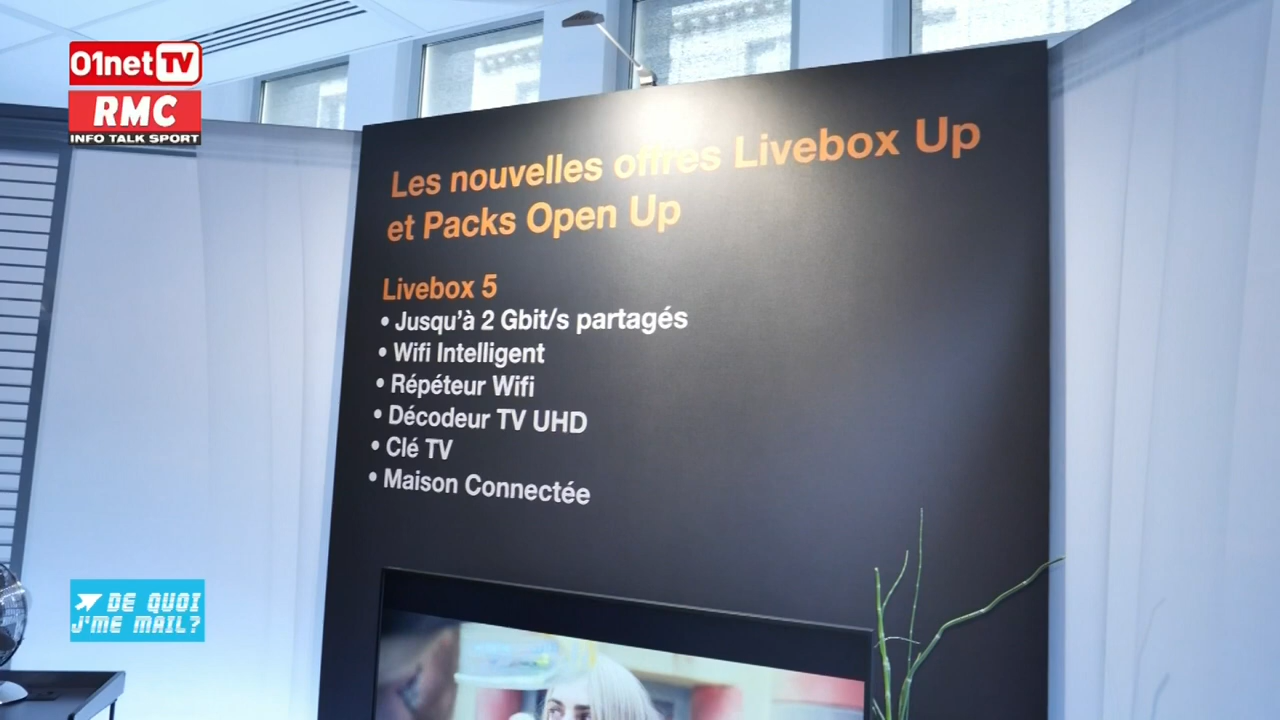 01net TV
RMC
INFO TALK SPORT
Les nouvelles offres Livebox Up
et Packs Open Up
Livebox 5
• Jusqu'à 2 Gbit/s partagés
• Wifi Intelligent
• Répéteur Wifi
• Décodeur TV UHD
• Clé TV
• Maison Connectée
DE QUOI
J'ME MAIL?